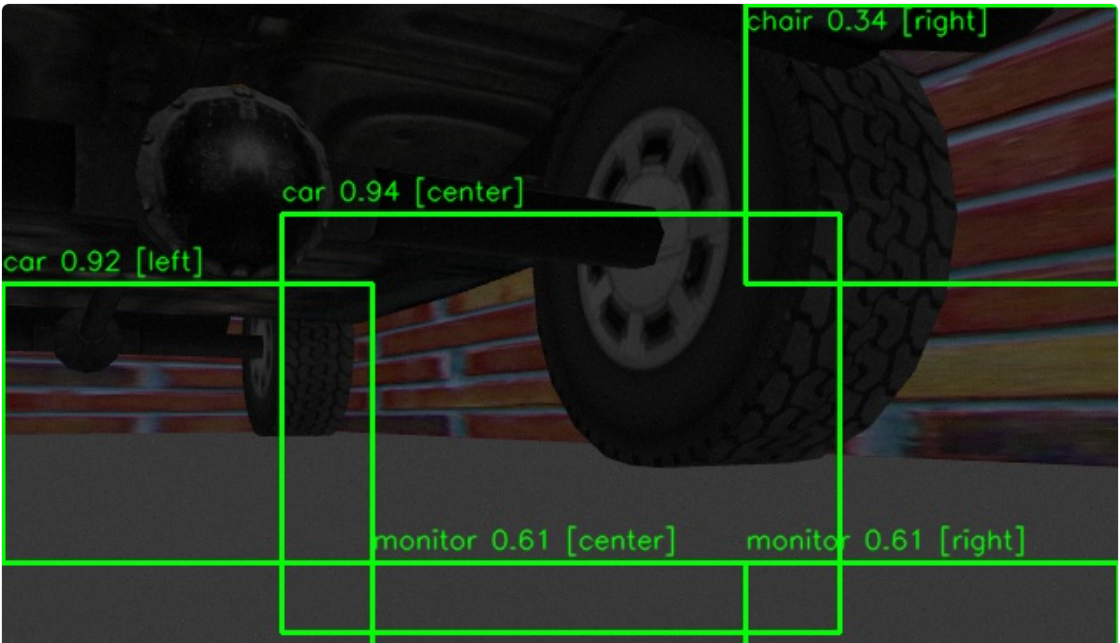 chair 0.34 [right]
car 0.94 [center]
car 0.92 [left]
monitor 0.61 [center]
monitor 0.61 [right]